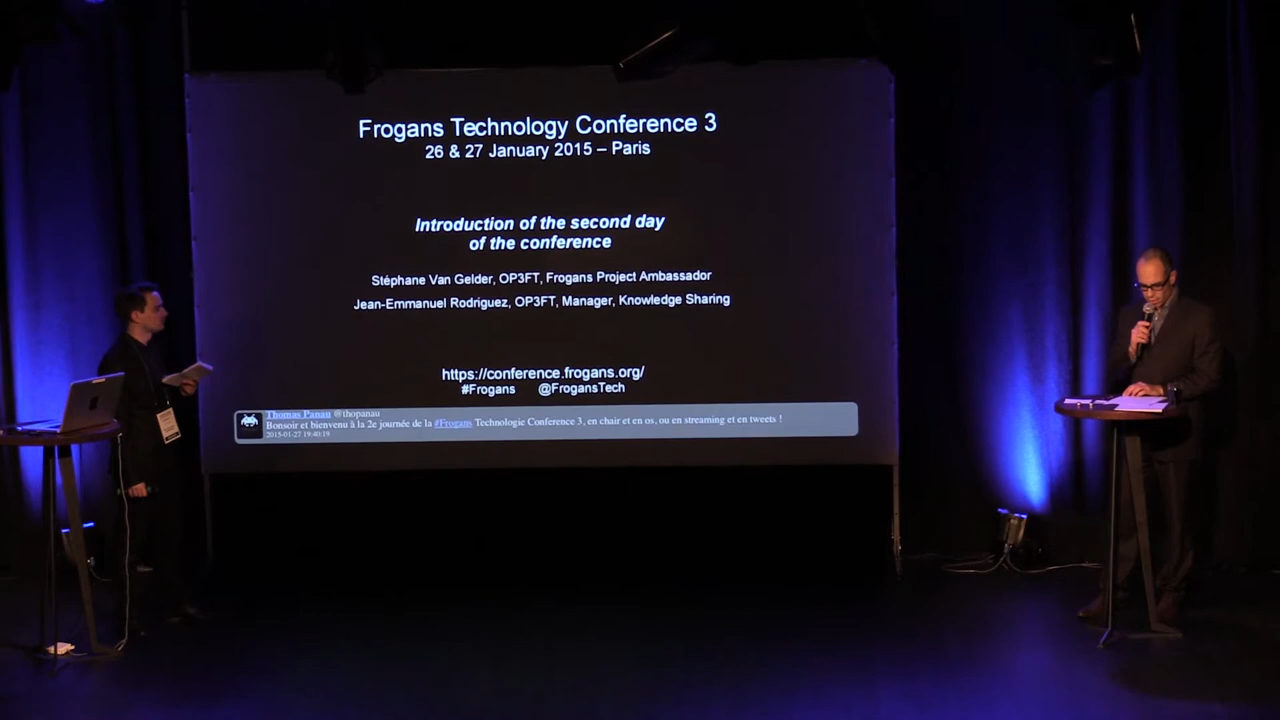 Frogans Technology Conference 3
26 & 27 January 2015 – Paris
Introduction of the second day
of the conference
Stéphane Van Gelder, OP3FT, Frogans Project Ambassador
Jean-Emmanuel Rodriguez, OP3FT, Manager, Knowledge Sharing
https://conference.frogans.org/
#Frogans @FrogansTech
Thomas Panau @thopanau
Bonsoir et bienvenu à la 2e journée de la #Frogans Technologie Conference 3, en chair et en os, ou en streaming et en tweets !
2015-01-27 19:40:19